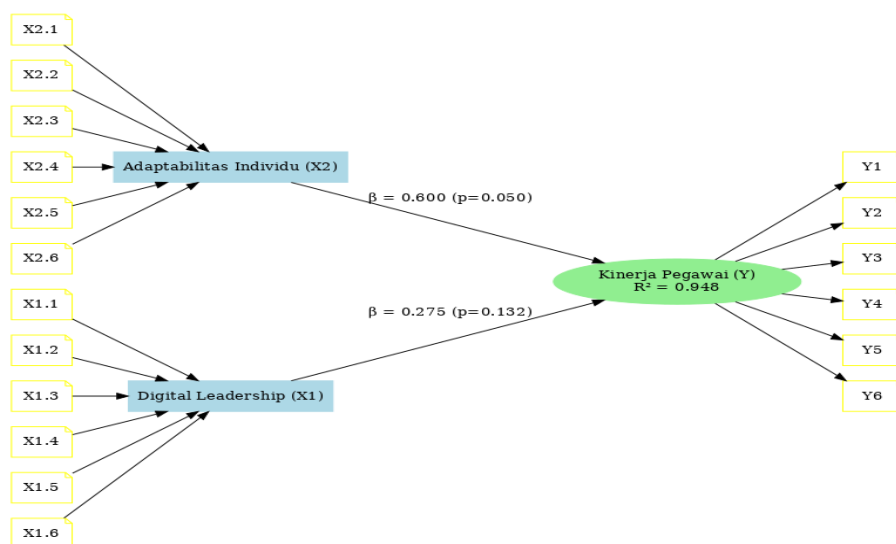 X2.1
X2.2
X2.3
X2.4
X2.5
X2.6
Adaptabilitas Individu (X2)
β = 0.600 (p=0.050)
X1.1
X1.2
X1.3
X1.4
X1.5
X1.6
Digital Leadership (X1)
β = 0.275 (p=0.132)
Kinerja Pegawai (Y)
R² = 0.948
Y1
Y2
Y3
Y4
Y5
Y6